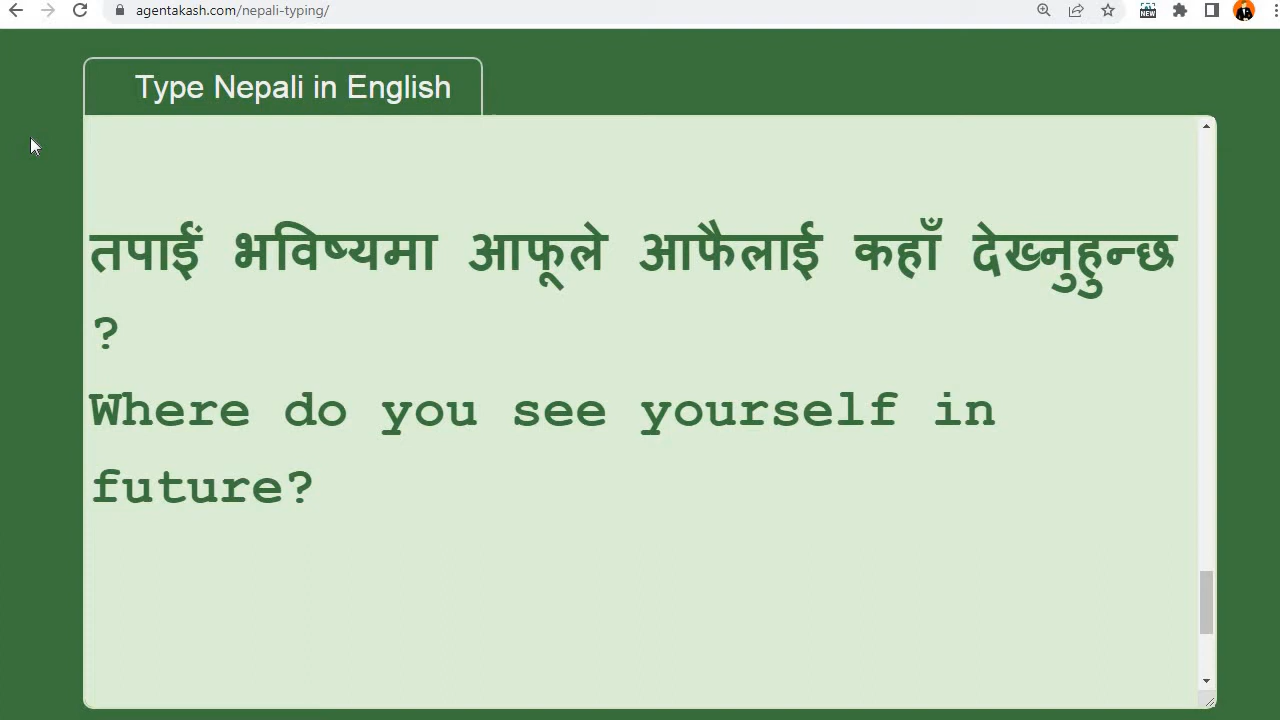 agentakash.com/nepali-typing/
NEW
Type Nepali in English
तपाईं भविष्यमा आफूले आफैलाई कहाँ देख्नुहुन्छ
?
Where do you see yourself in
future?